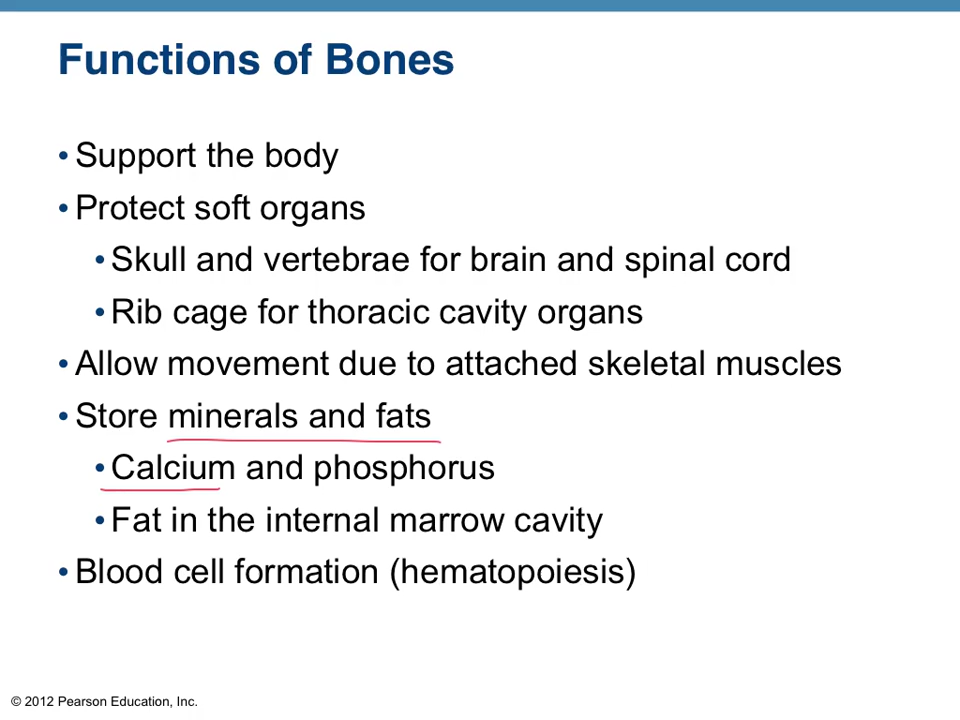 Functions of Bones
• Support the body
• Protect soft organs
• Skull and vertebrae for brain and spinal cord
• Rib cage for thoracic cavity organs
• Allow movement due to attached skeletal muscles
• Store minerals and fats
• Calcium and phosphorus
• Fat in the internal marrow cavity
• Blood cell formation (hematopoiesis)
© 2012 Pearson Education, Inc.